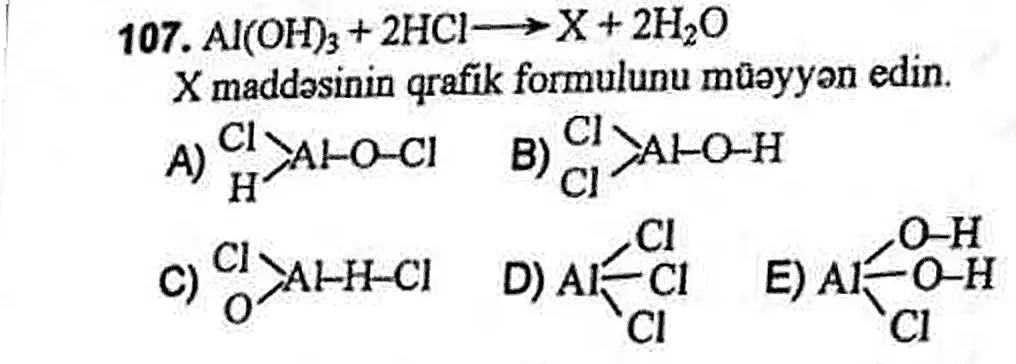 107. Al(OH)₃ + 2HCl⟶X + 2H₂O
X maddəsinin qrafik formulunu müəyyən edin.
A) Cl H Al–O–Cl B) Cl Cl Al–O–H
C) Cl O Al–H–Cl D) Al Cl Cl Cl E) Al O–H O–H Cl